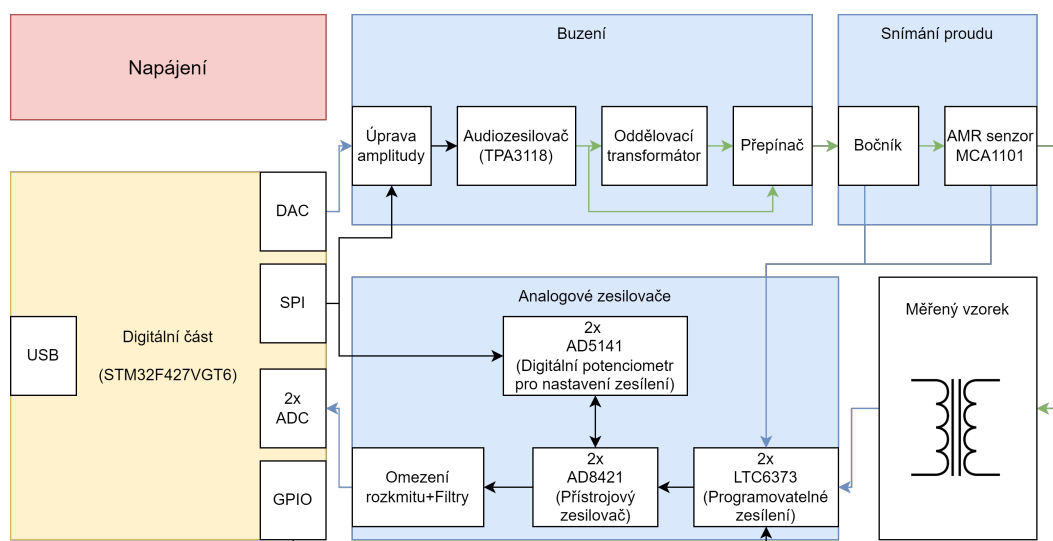 Napájení
Buzení
Úprava
amplitudy
Audiozesilovač
(TPA3118)
Oddělovací
transformátor
Přepínač
Snímání proudu
Bočník
AMR senzor
MCA1101
DAC
SPI
USB
Digitální část
(STM32F427VGT6)
2x
ADC
GPIO
Analogové zesilovače
2x
AD5141
(Digitální potenciometr
pro nastavení zesílení)
Omezení
rozkmitu+Filtry
2x
AD8421
(Přístrojový
zesilovač)
2x
LTC6373
(Programovatelné
zesílení)
Měřený vzorek